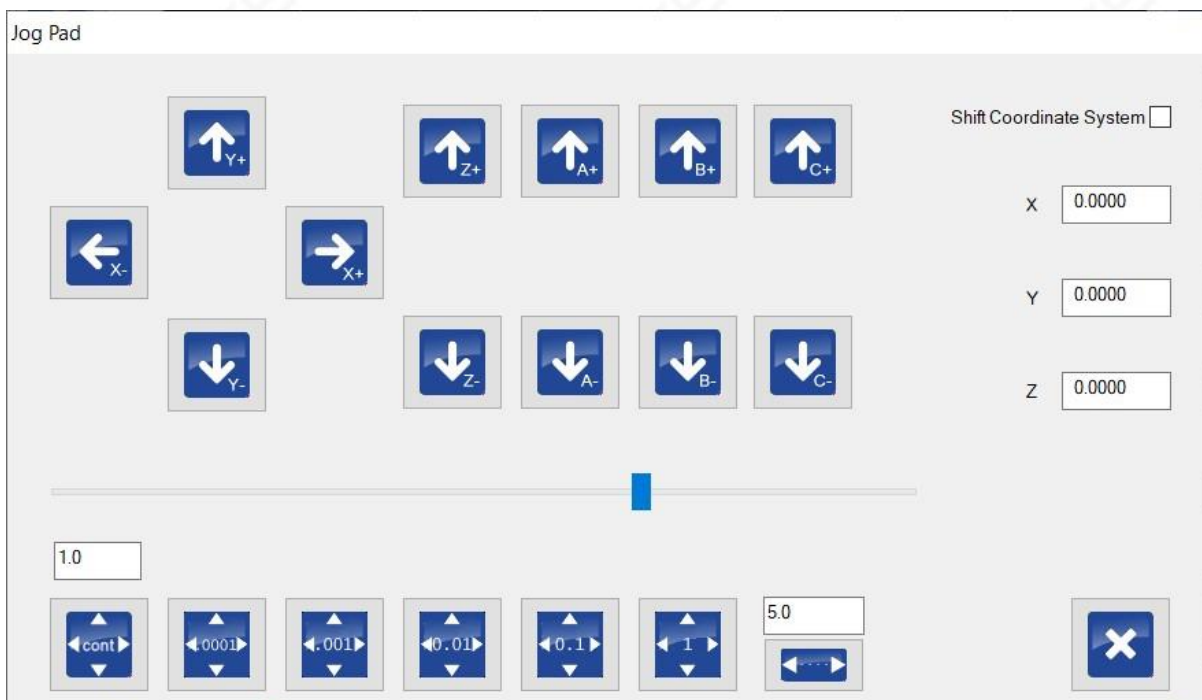 Jog Pad
Y+
Z+
A+
B+
C+
Shift Coordinate System
X-
X+
X 0.0000
Y 0.0000
Y-
Z-
A-
B-
C-
Z 0.0000
1.0
5.0
cont
.0001
.001
0.01
0.1
1